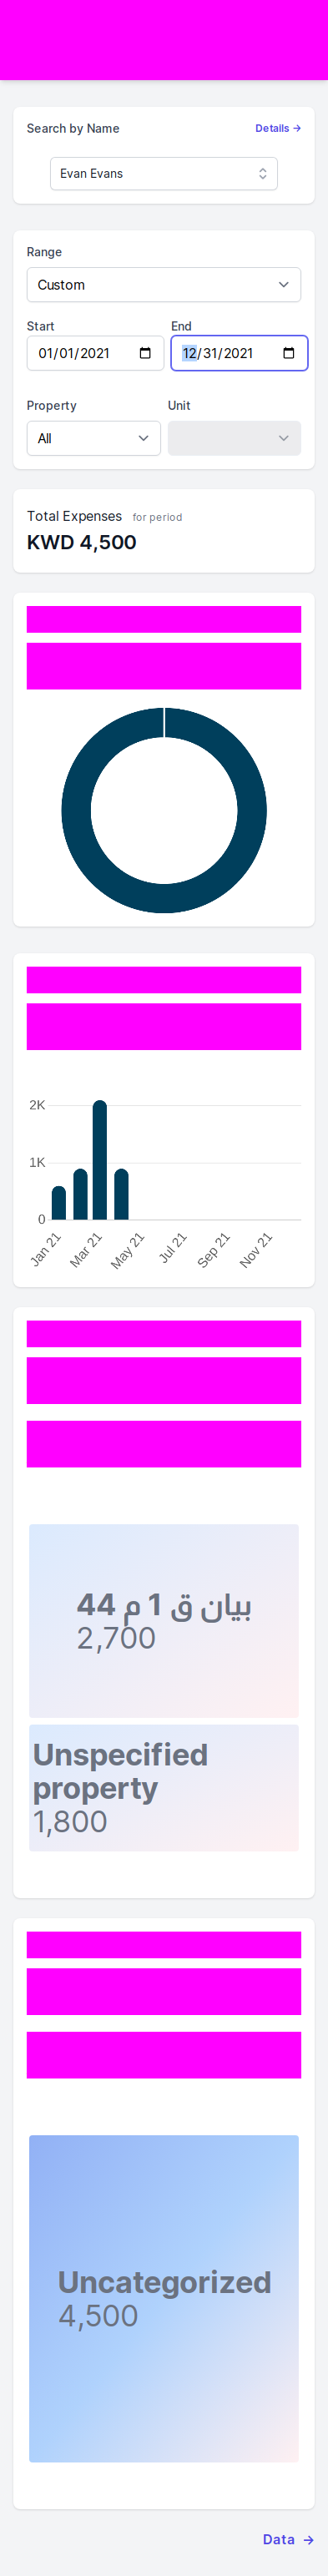 Search by Name
Details →
Evan Evans
Range
Custom
Start
End
01/01/2021
12/31/2021
Property
Unit
All
Total Expenses for period
KWD 4,500
2K
1K
0
Jan 21
Mar 21
May 21
Jul 21
Sep 21
Nov 21
بيان ق 1 م 44
2,700
Unspecified
property
1,800
Uncategorized
4,500
Data →